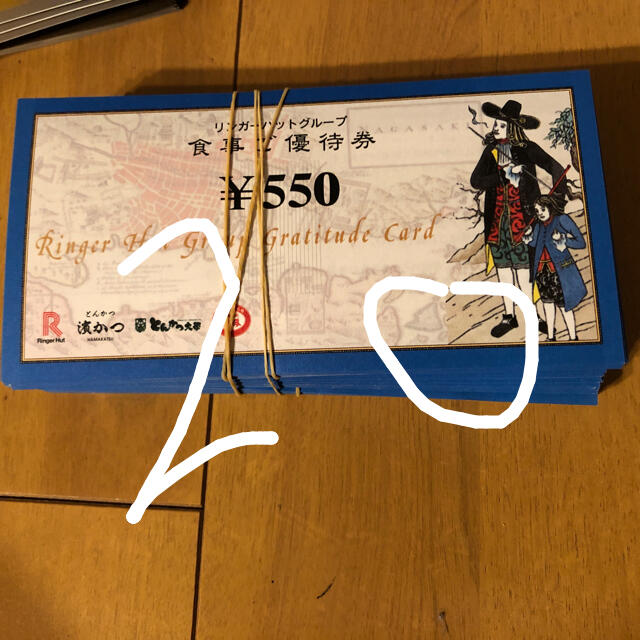 リンガーハットグループ
食事ご優待券
NAGASAKI
¥550
Ringer Hut Group Gratitude Card
とんかつ
R 濵かつ とんかつ大學
Ringer Hut HAMAKATSU
20